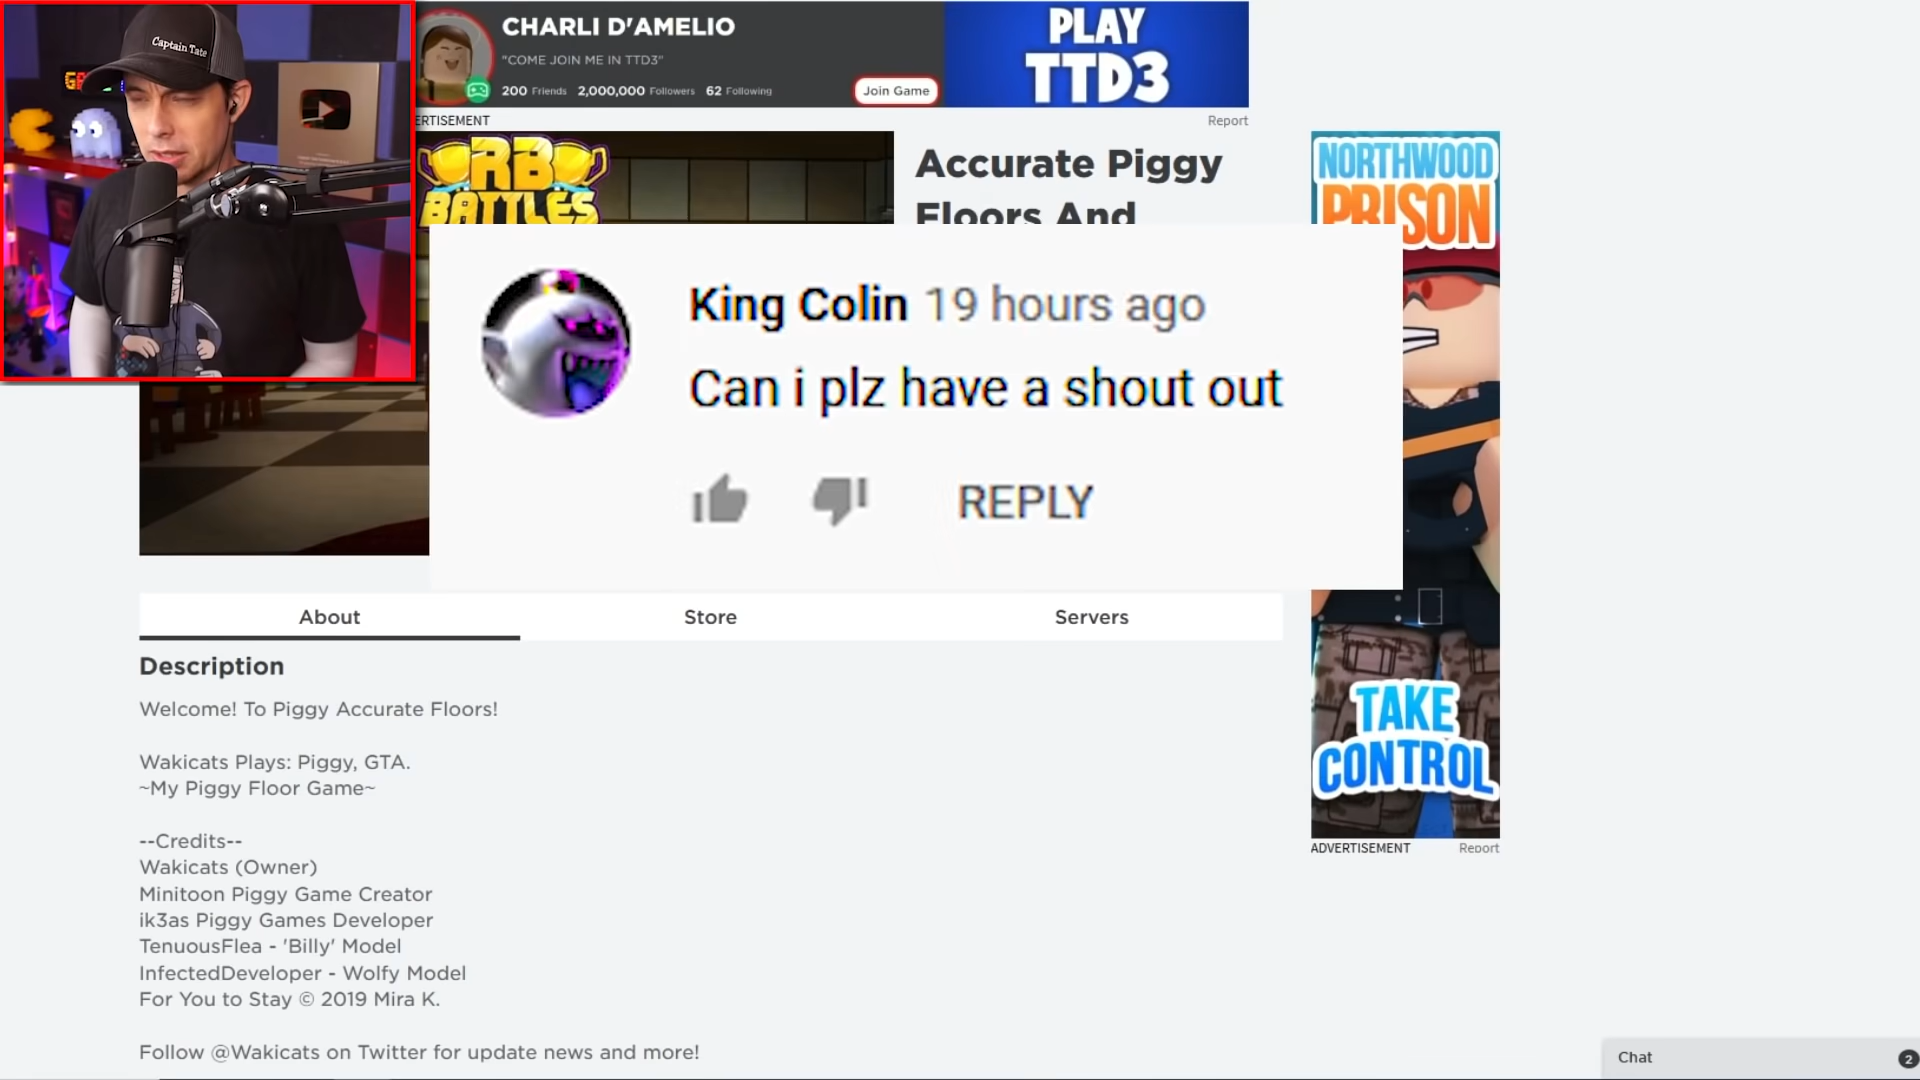 Captain Tate
CHARLI D'AMELIO
"COME JOIN ME IN TTD3"
200 Friends 2,000,000 Followers 62 Following
Join Game
PLAY
TTD3
ERTISEMENT
Report
RB
BATTLES
Accurate Piggy
Floors And
NORTHWOOD
PRISON
King Colin 19 hours ago
Can i plz have a shout out
REPLY
About
Store
Servers
Description
Welcome! To Piggy Accurate Floors!
Wakicats Plays: Piggy, GTA.
~My Piggy Floor Game~
--Credits--
Wakicats (Owner)
Minitoon Piggy Game Creator
ik3as Piggy Games Developer
TenuousFlea - 'Billy' Model
InfectedDeveloper - Wolfy Model
For You to Stay © 2019 Mira K.
Follow @Wakicats on Twitter for update news and more!
TAKE
CONTROL
ADVERTISEMENT
Report
Chat
2